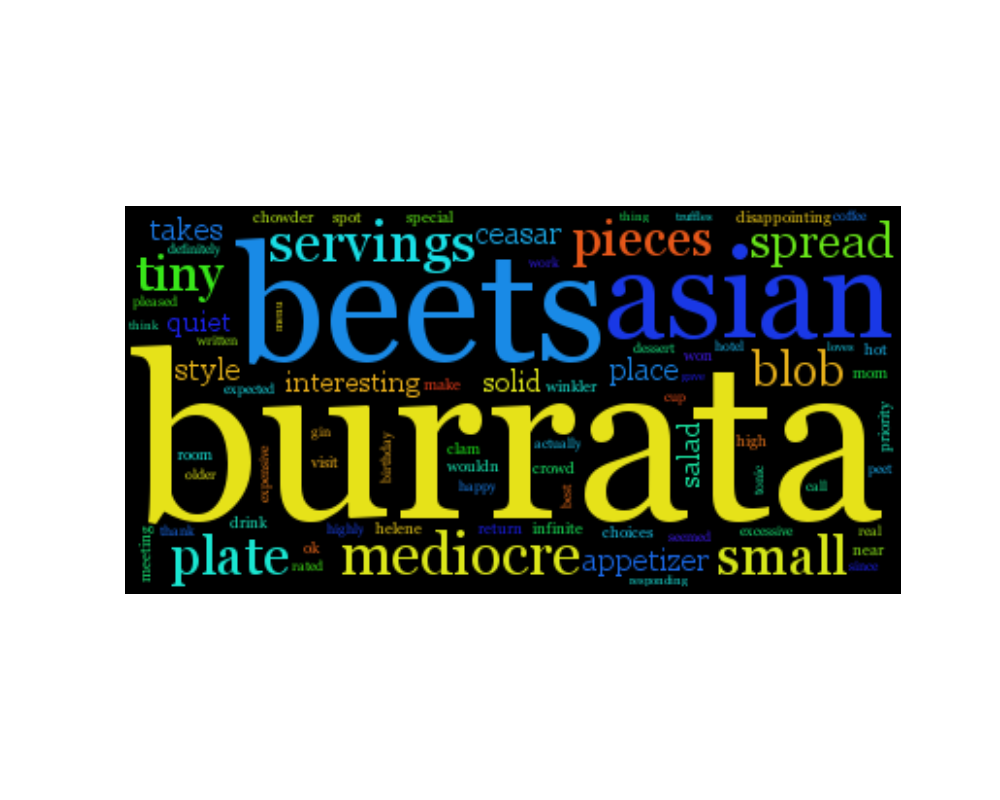 chowder spot special thing truffles disappointing coffee
takes servings ceasar pieces spread
definitely work
tiny beets asian
pleased menu
think quiet
written dessert won hotel loves hot
style place blob mom
expected interesting make solid winkler gave
burrata cup
salad priority
room gin birthday clam actually high
older expensive visit wouldn crowd tonic peet
happy best call
meeting thank drink highly helene return infinite choices seemed excessive real
plate ok mediocre appetizer small near
rated since
responding